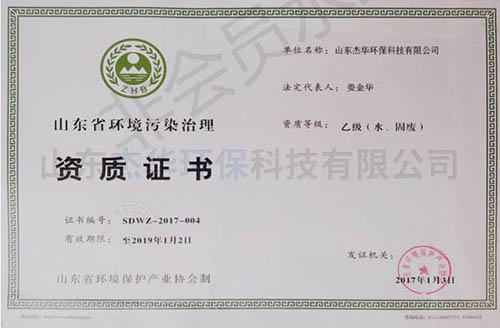 ZHB
山东省环境污染治理
资质证书
证书编号：SDWZ-2017-004
有效期限：至2019年1月2日
山东省环境保护产业协会制
单位名称：山东杰华环保科技有限公司
法定代表人：娄金华
资质等级：乙级（水、固废）
发证机关：
2017年1月3日
山东杰华环保科技有限公司
非会员水